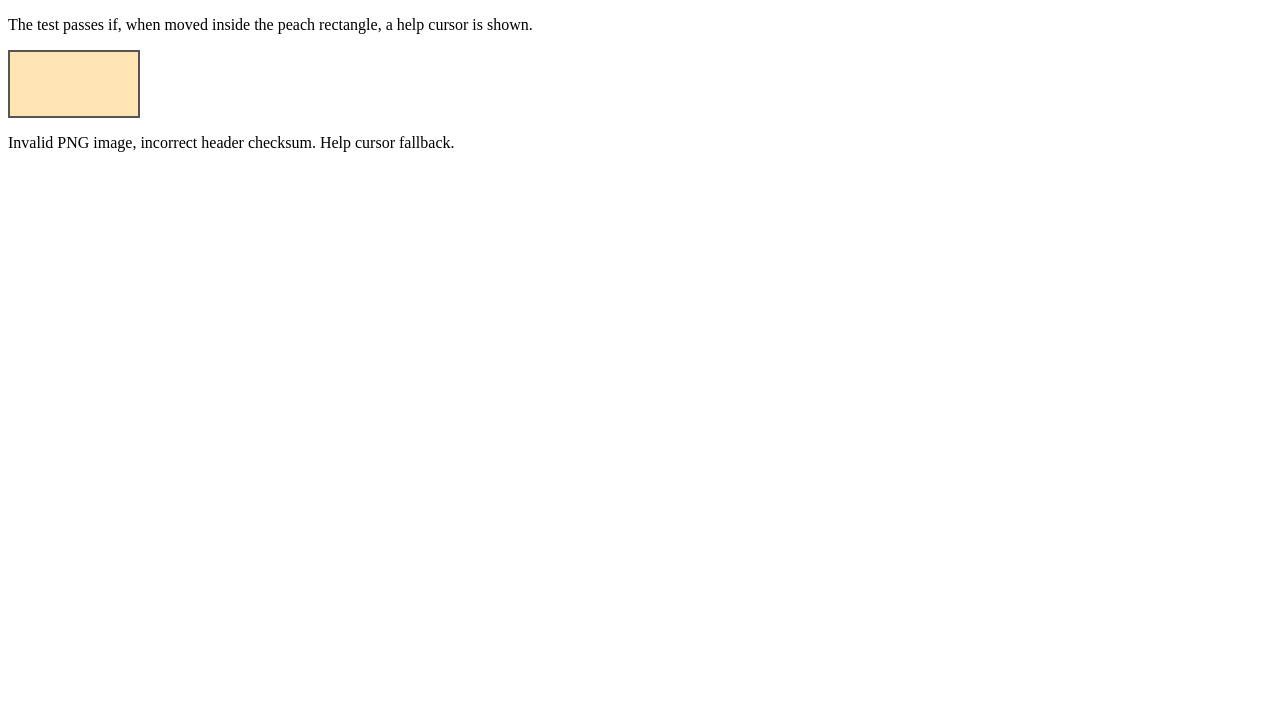 The test passes if, when moved inside the peach rectangle, a help cursor is shown.
Invalid PNG image, incorrect header checksum. Help cursor fallback.